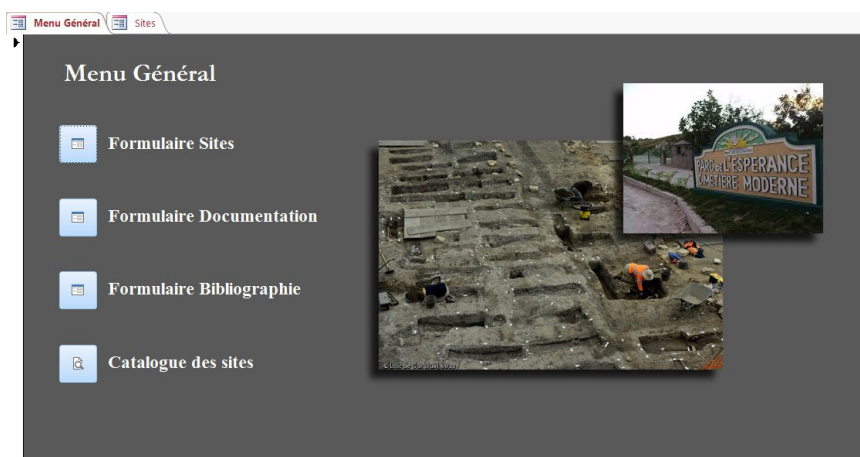 Menu Général
Sites
Menu Général
Formulaire Sites
Formulaire Documentation
Formulaire Bibliographie
Catalogue des sites
PARC de L'ESPERANCE
CIMETIERE MODERNE